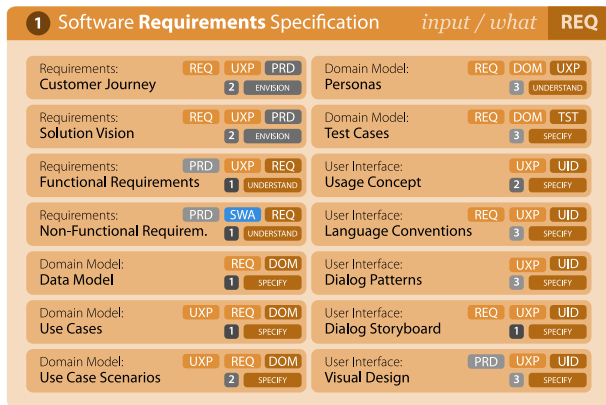 1 Software Requirements Specification input / what REQ
Requirements: REQ UXP PRD
Customer Journey 2 ENVISION
Requirements: REQ UXP PRD
Solution Vision 2 ENVISION
Requirements: PRD UXP REQ
Functional Requirements 1 UNDERSTAND
Requirements: PRD SWA REQ
Non-Functional Requirem. 1 UNDERSTAND
Domain Model: REQ DOM
Data Model 1 SPECIFY
Domain Model: UXP REQ DOM
Use Cases 1 SPECIFY
Domain Model: UXP REQ DOM
Use Case Scenarios 2 SPECIFY
Domain Model: REQ DOM UXP
Personas 3 UNDERSTAND
Domain Model: REQ DOM TST
Test Cases 3 SPECIFY
User Interface: UXP UID
Usage Concept 2 SPECIFY
User Interface: REQ UXP UID
Language Conventions 3 SPECIFY
User Interface: UXP UID
Dialog Patterns 3 SPECIFY
User Interface: REQ UXP UID
Dialog Storyboard 1 SPECIFY
User Interface: PRD UXP UID
Visual Design 3 SPECIFY